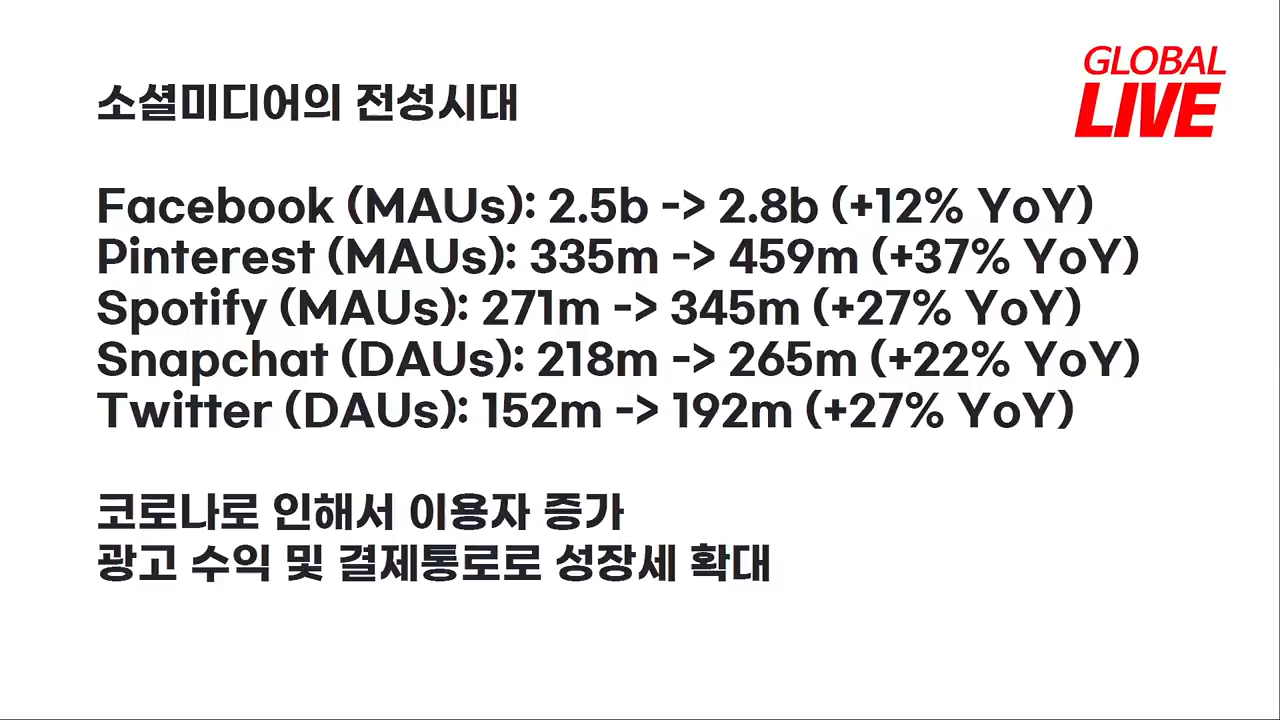 소셜미디어의 전성시대
GLOBAL
LIVE
Facebook (MAUs): 2.5b -> 2.8b (+12% YoY)
Pinterest (MAUs): 335m -> 459m (+37% YoY)
Spotify (MAUs): 271m -> 345m (+27% YoY)
Snapchat (DAUs): 218m -> 265m (+22% YoY)
Twitter (DAUs): 152m -> 192m (+27% YoY)
코로나로 인해서 이용자 증가
광고 수익 및 결제통로로 성장세 확대